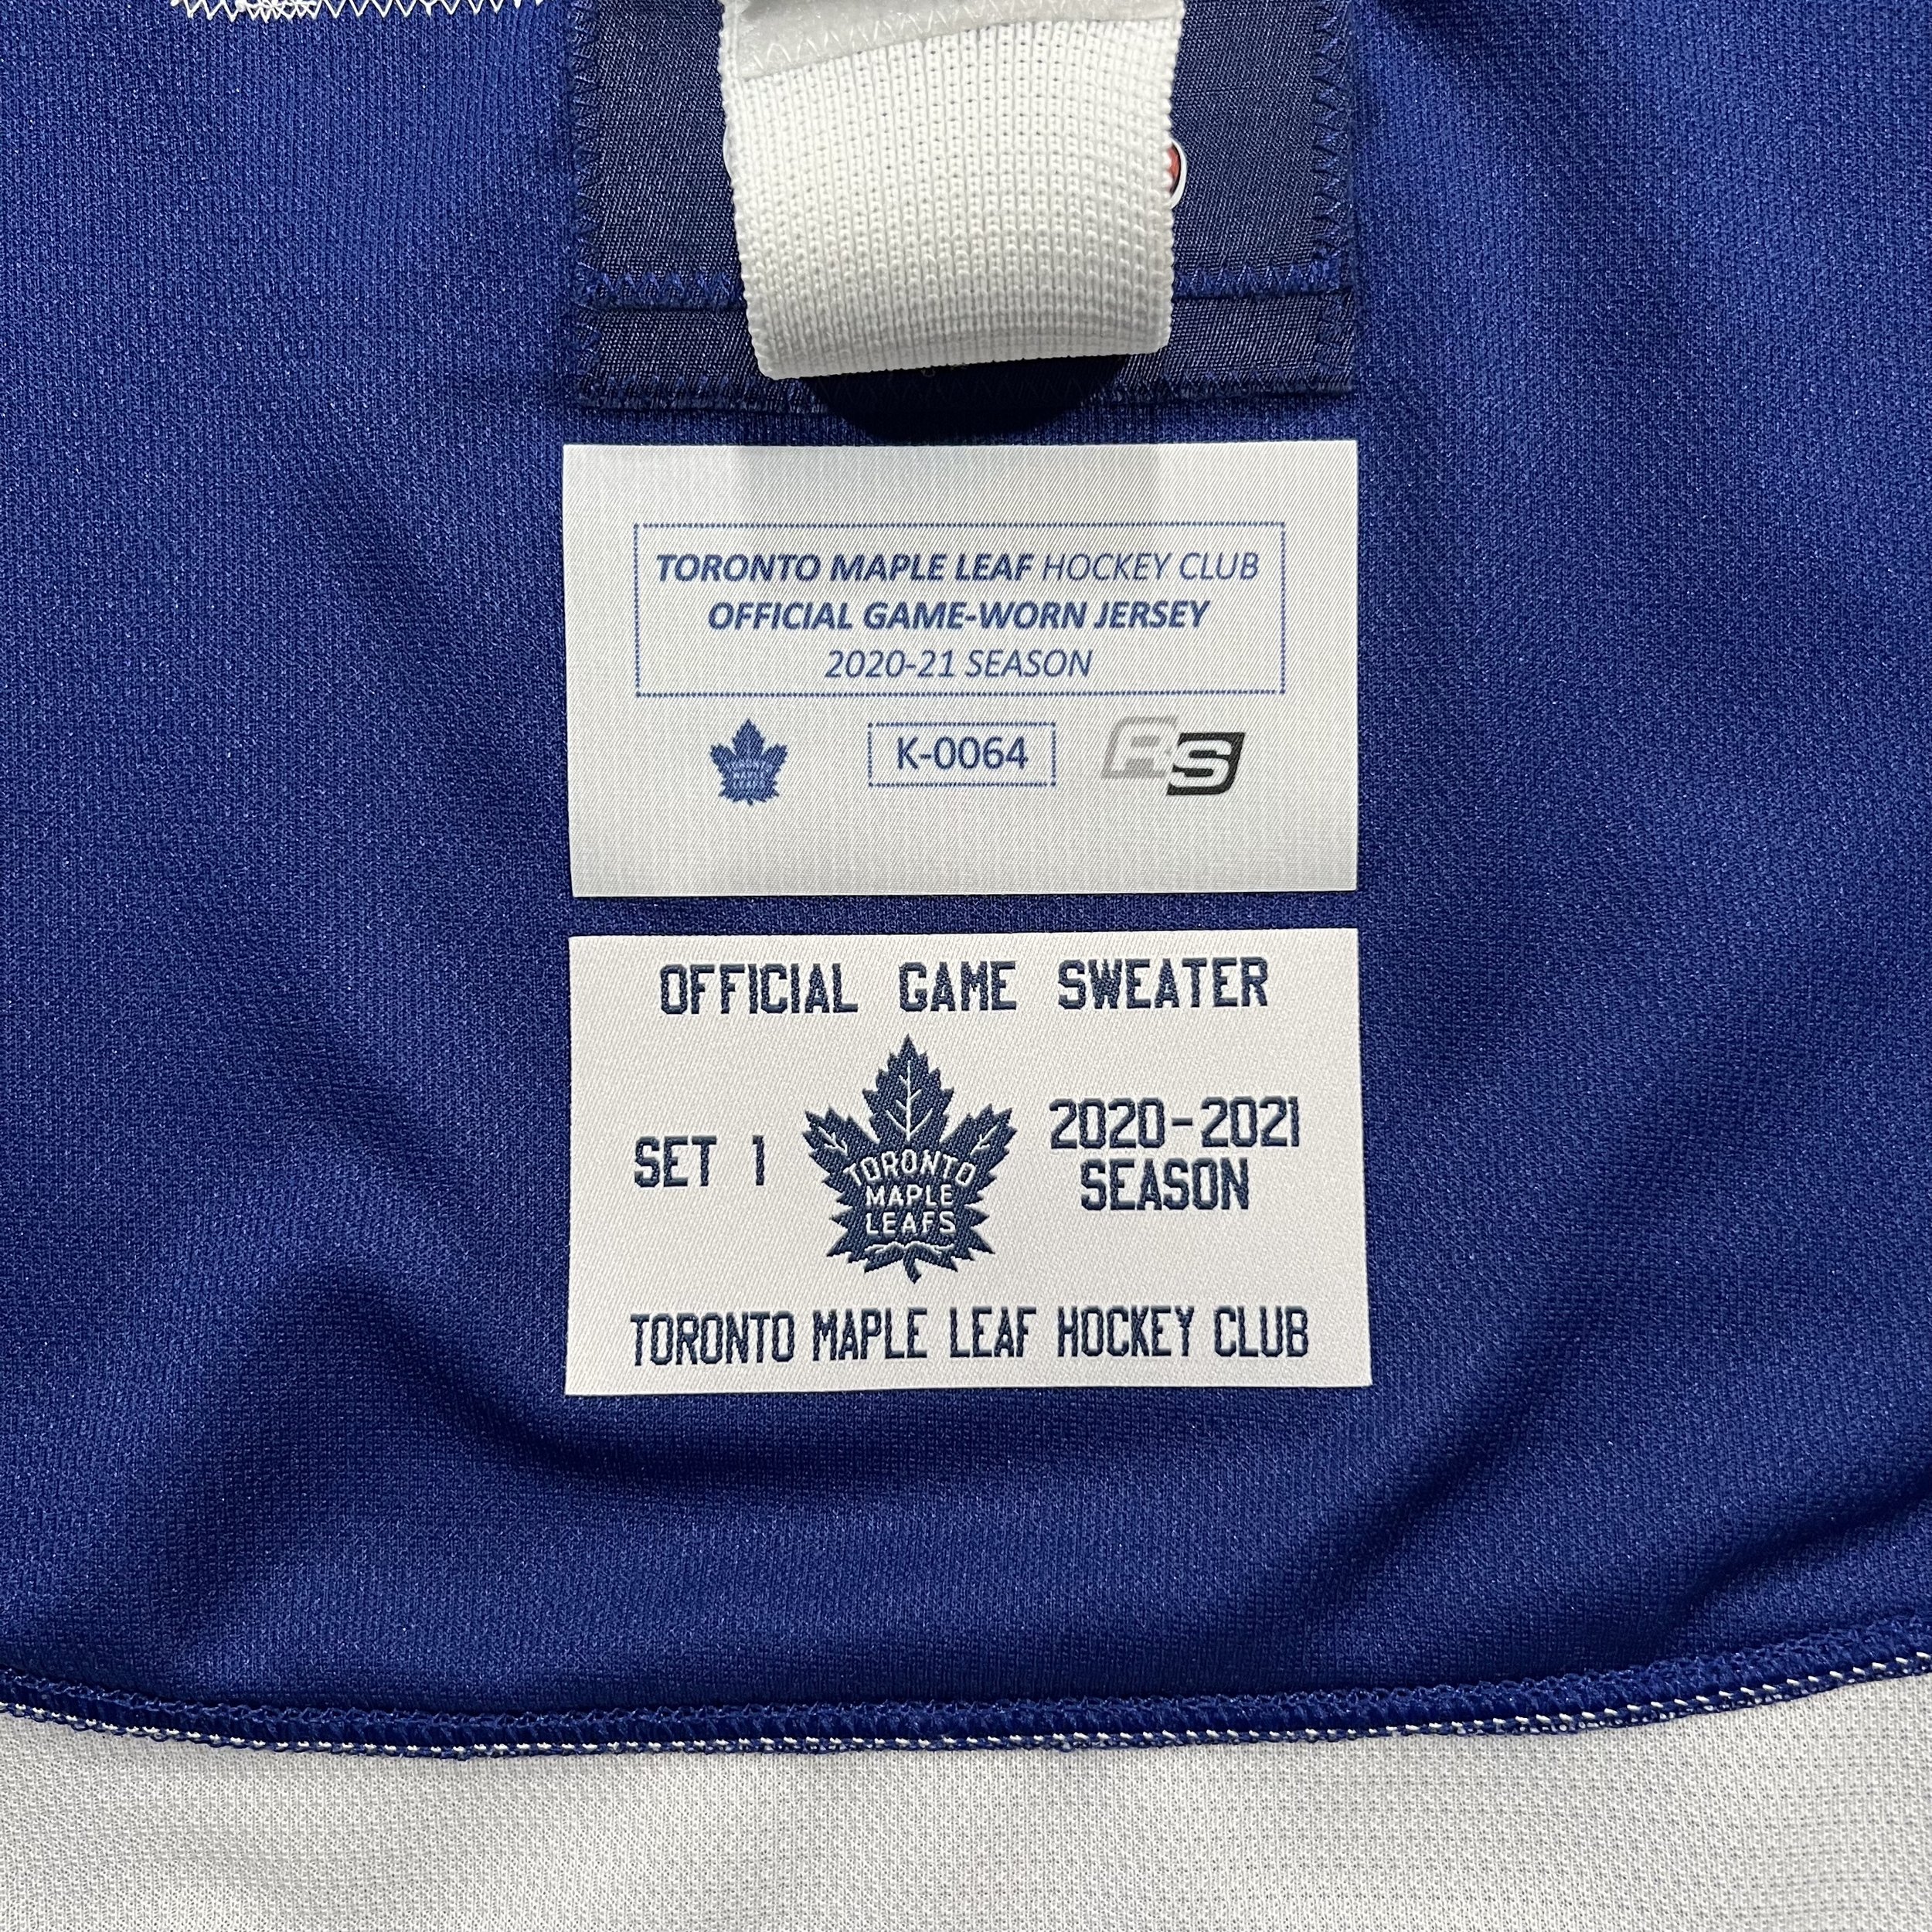 TORONTO MAPLE LEAF HOCKEY CLUB
OFFICIAL GAME-WORN JERSEY
2020-21 SEASON
K-0064
RS
OFFICIAL GAME SWEATER
SET 1
TORONTO
MAPLE
LEAFS
2020-2021
SEASON
TORONTO MAPLE LEAF HOCKEY CLUB